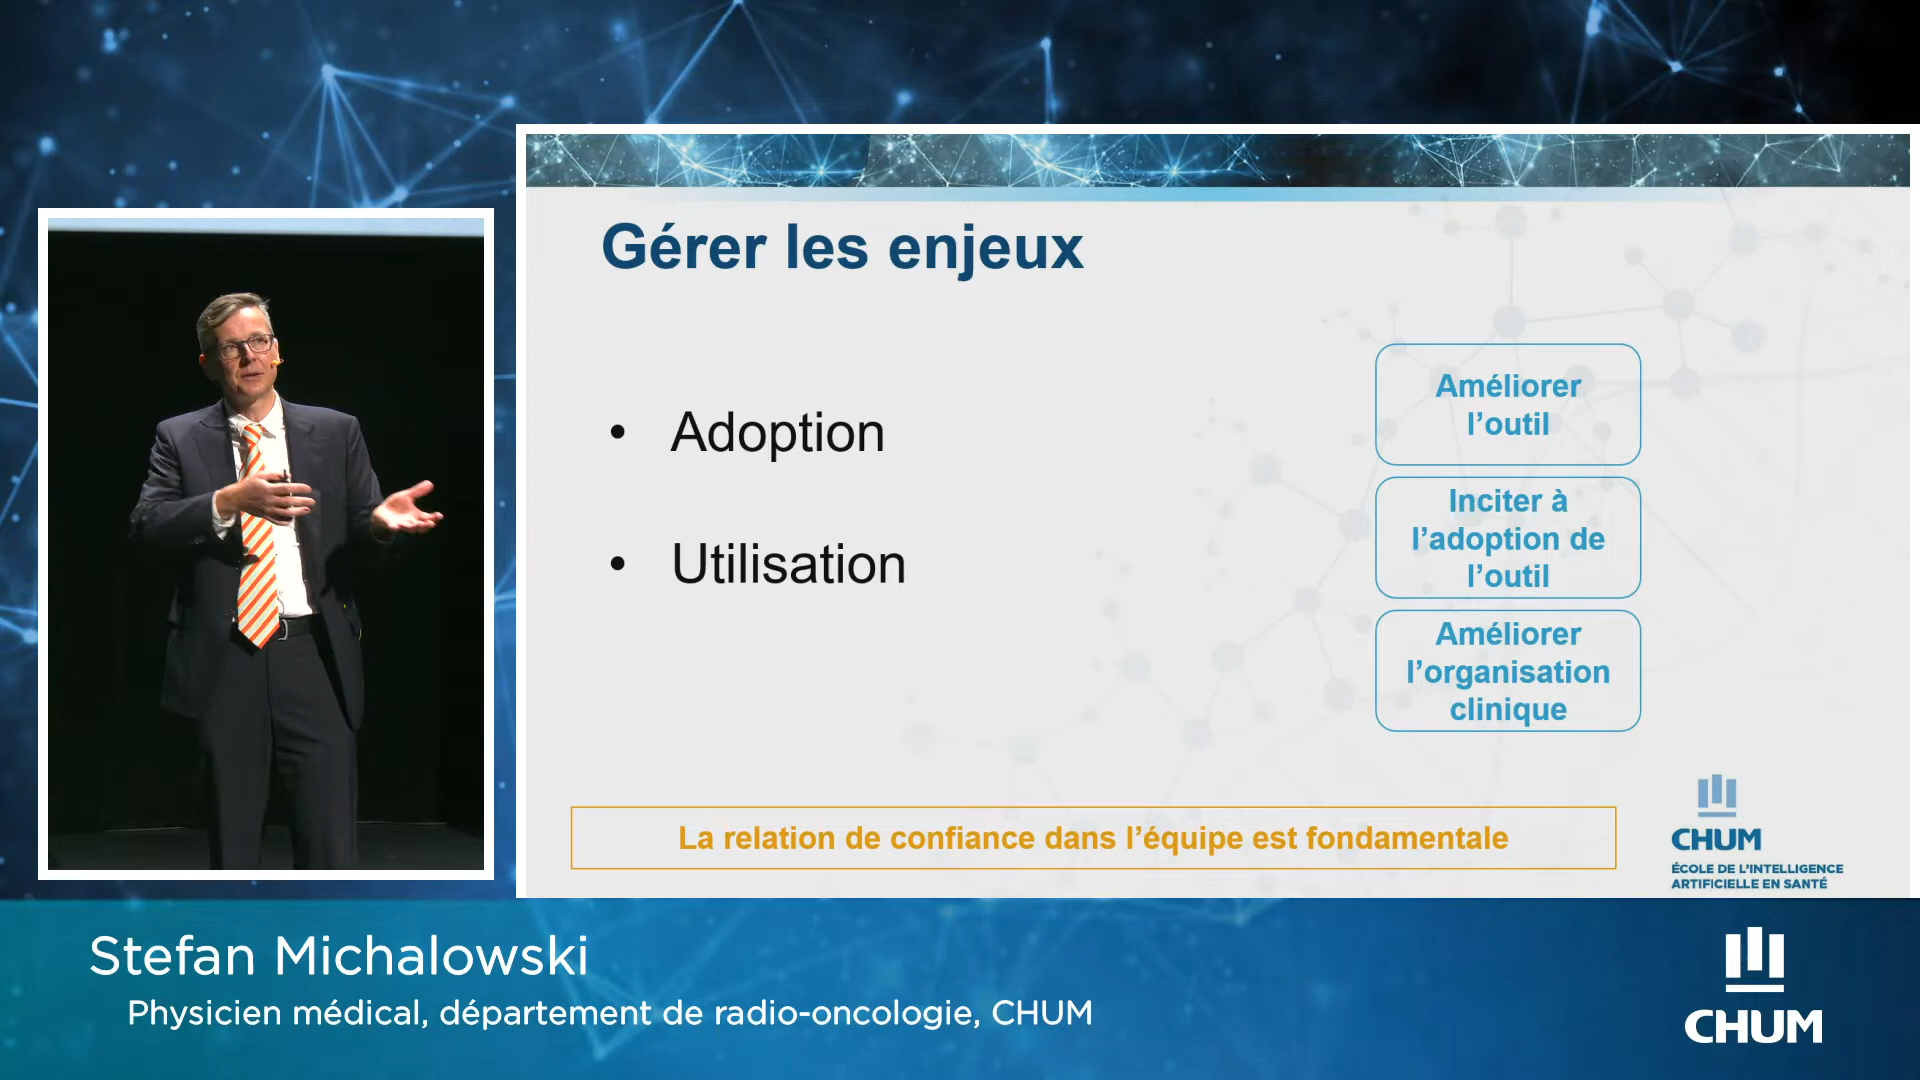 Gérer les enjeux
• Adoption
• Utilisation
Améliorer
l’outil
Inciter à
l’adoption de
l’outil
Améliorer
l’organisation
clinique
La relation de confiance dans l’équipe est fondamentale
CHUM
ÉCOLE DE L’INTELLIGENCE
ARTIFICIELLE EN SANTÉ
Stefan Michalowski
Physicien médical, département de radio-oncologie, CHUM
CHUM